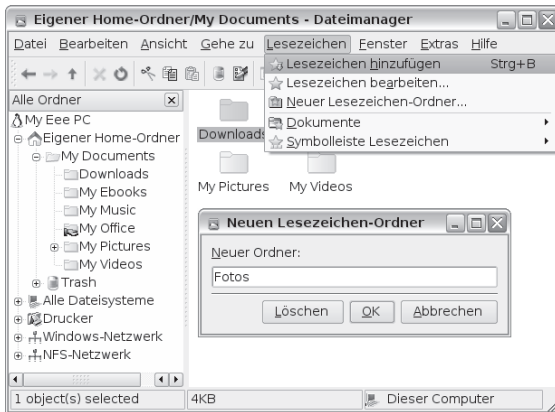 Eigener Home-Ordner/My Documents - Dateimanager
Datei Bearbeiten Ansicht Gehe zu Lesezeichen Fenster Extras Hilfe
Lesezeichen hinzufügen Strg+B
Lesezeichen bearbeiten...
Neuer Lesezeichen-Ordner...
Dokumente
Symbolleiste Lesezeichen
Alle Ordner
My Eee PC
Eigener Home-Ordner
My Documents
Downloads
My Ebooks
My Music
My Office
My Pictures
My Videos
Trash
Alle Dateisysteme
Drucker
Windows-Netzwerk
NFS-Netzwerk
Downloads
My Pictures My Videos
Neuen Lesezeichen-Ordner
Neuer Ordner:
Fotos
Löschen OK Abbrechen
1 object(s) selected 4KB Dieser Computer